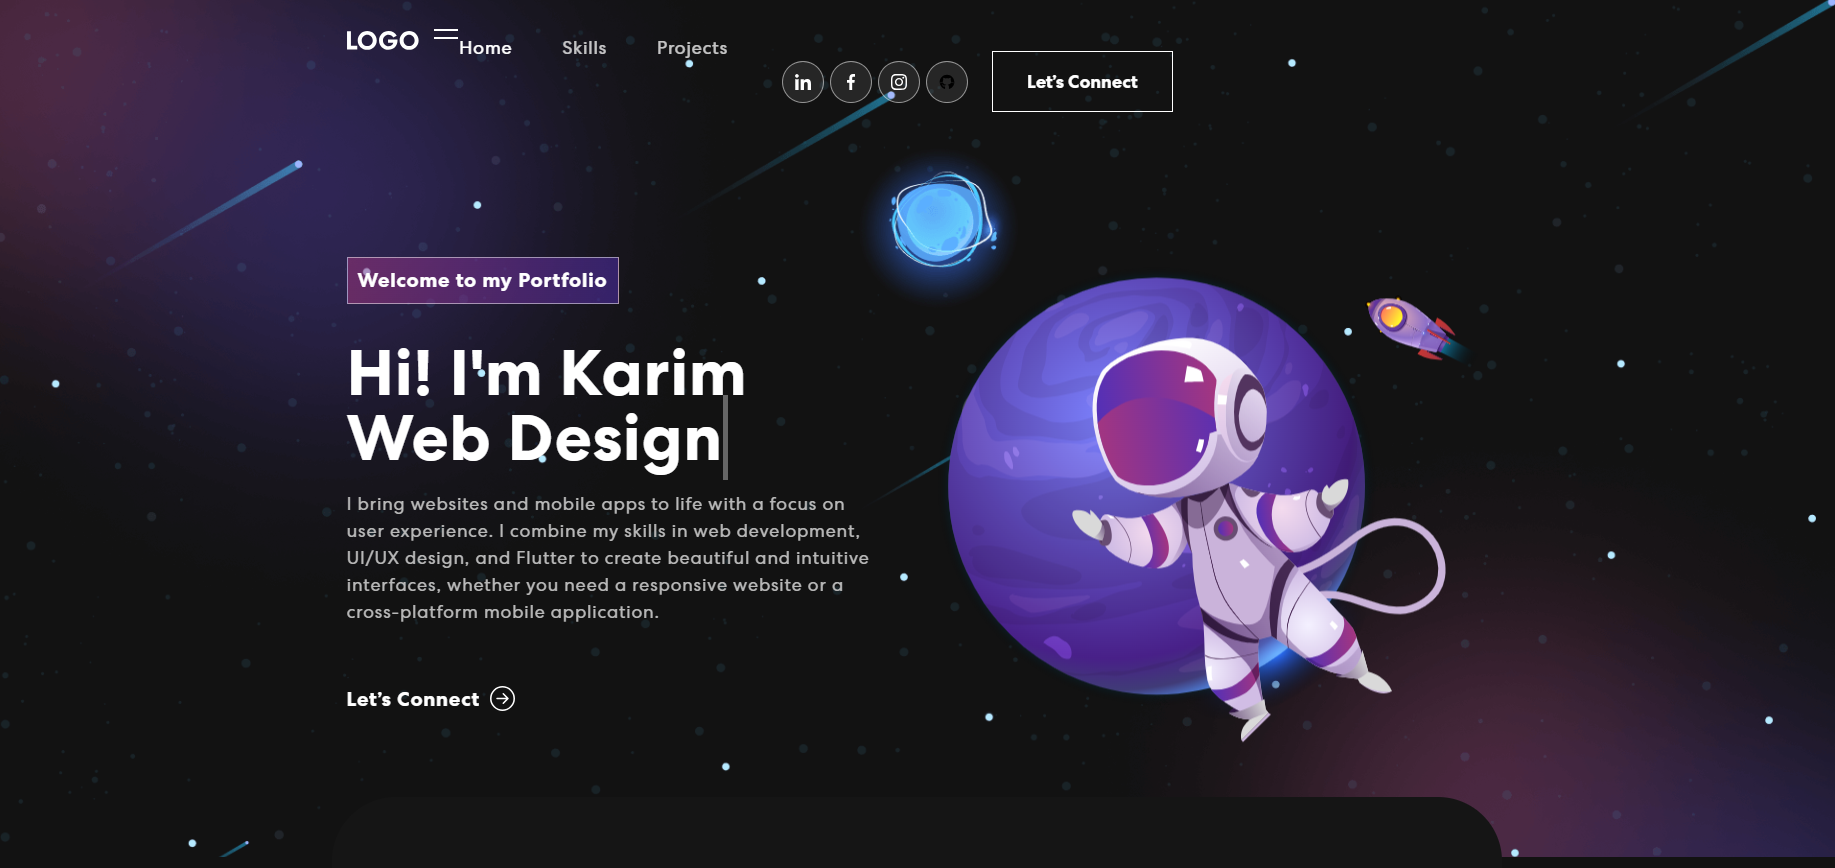 LOGO
Home Skills Projects
Let’s Connect
Welcome to my Portfolio
Hi! I'm Karim
Web Design
I bring websites and mobile apps to life with a focus on
user experience. I combine my skills in web development,
UI/UX design, and Flutter to create beautiful and intuitive
interfaces, whether you need a responsive website or a
cross-platform mobile application.
Let’s Connect